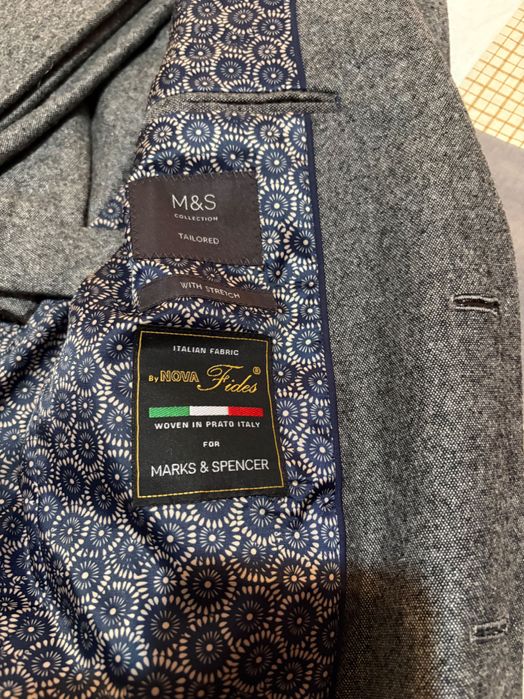 M&S
COLLECTION
TAILORED
WITH STRETCH
ITALIAN FABRIC
By NOVA Fides®
WOVEN IN PRATO ITALY
FOR
MARKS & SPENCER